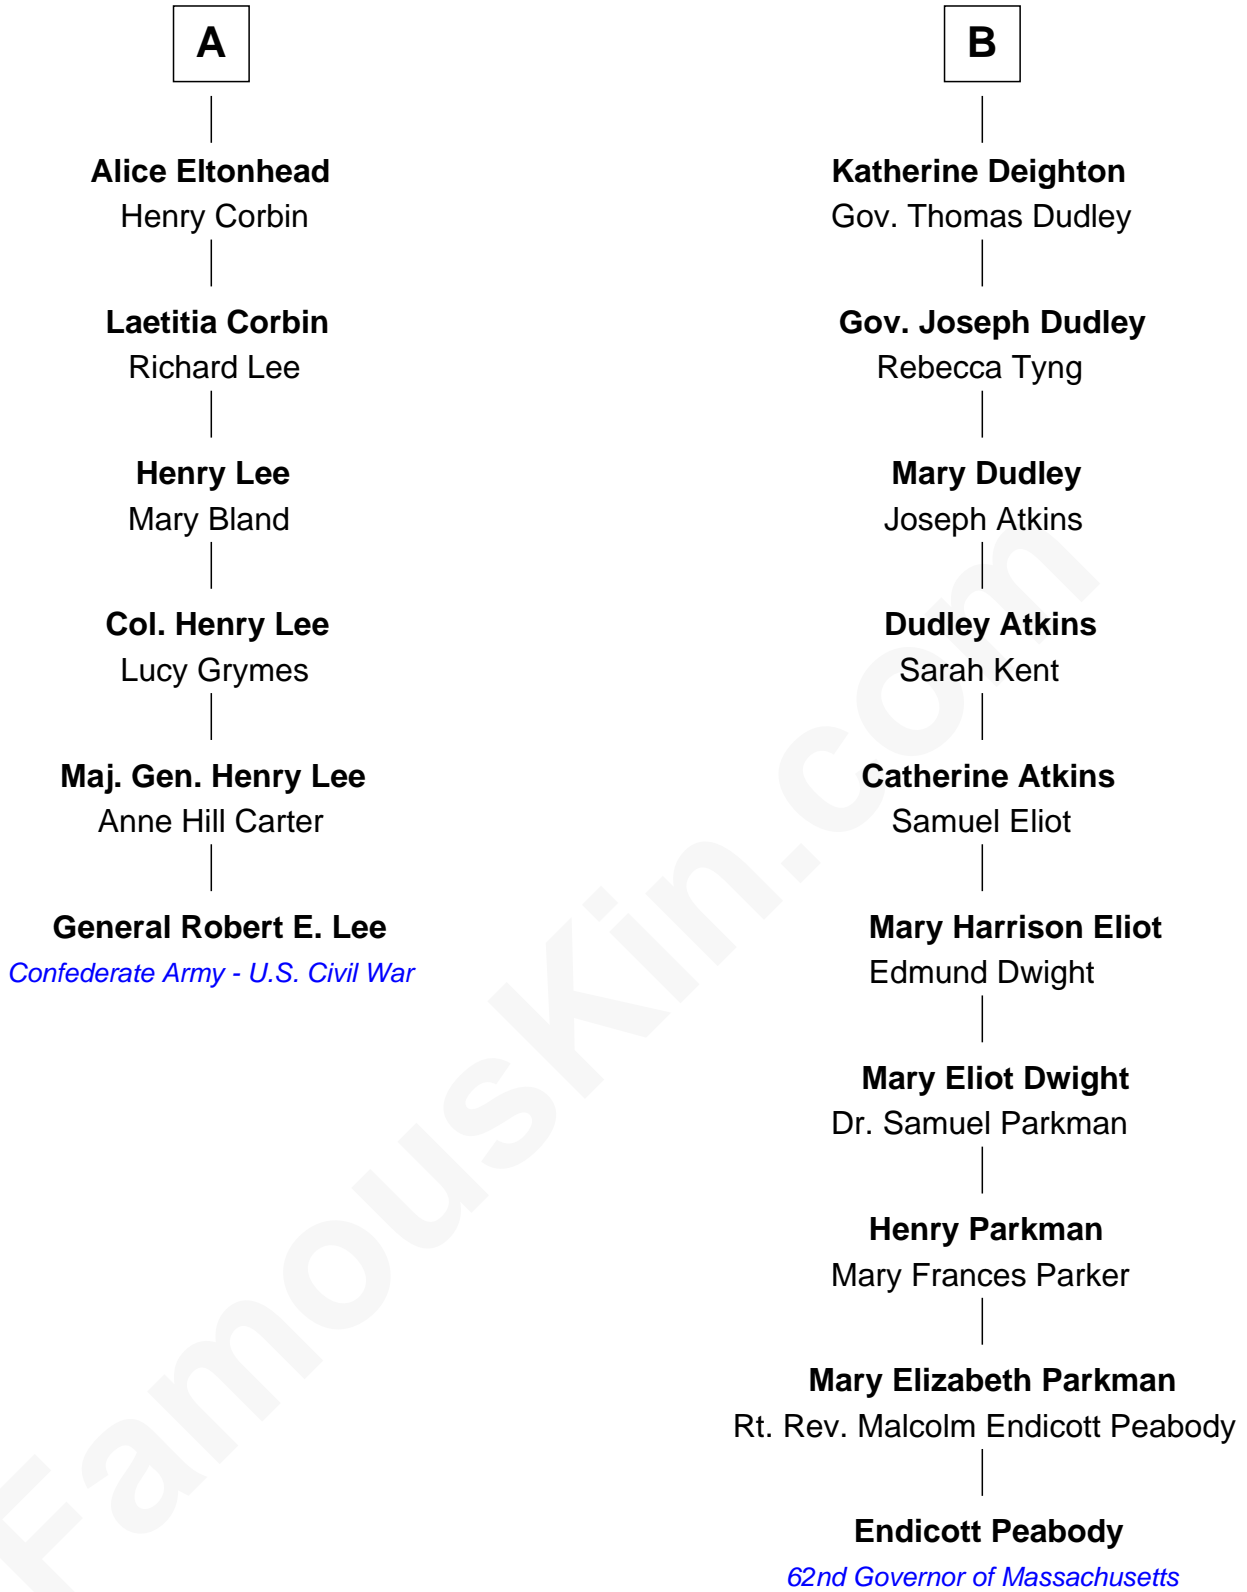 A
Alice Eltonhead
Henry Corbin
Laetitia Corbin
Richard Lee
Henry Lee
Mary Bland
Col. Henry Lee
Lucy Grymes
Maj. Gen. Henry Lee
Anne Hill Carter
General Robert E. Lee
Confederate Army - U.S. Civil War
B
Katherine Deighton
Gov. Thomas Dudley
Gov. Joseph Dudley
Rebecca Tyng
Mary Dudley
Joseph Atkins
Dudley Atkins
Sarah Kent
Catherine Atkins
Samuel Eliot
Mary Harrison Eliot
Edmund Dwight
Mary Eliot Dwight
Dr. Samuel Parkman
Henry Parkman
Mary Frances Parker
Mary Elizabeth Parkman
Rt. Rev. Malcolm Endicott Peabody
Endicott Peabody
62nd Governor of Massachusetts
FamousKin.com